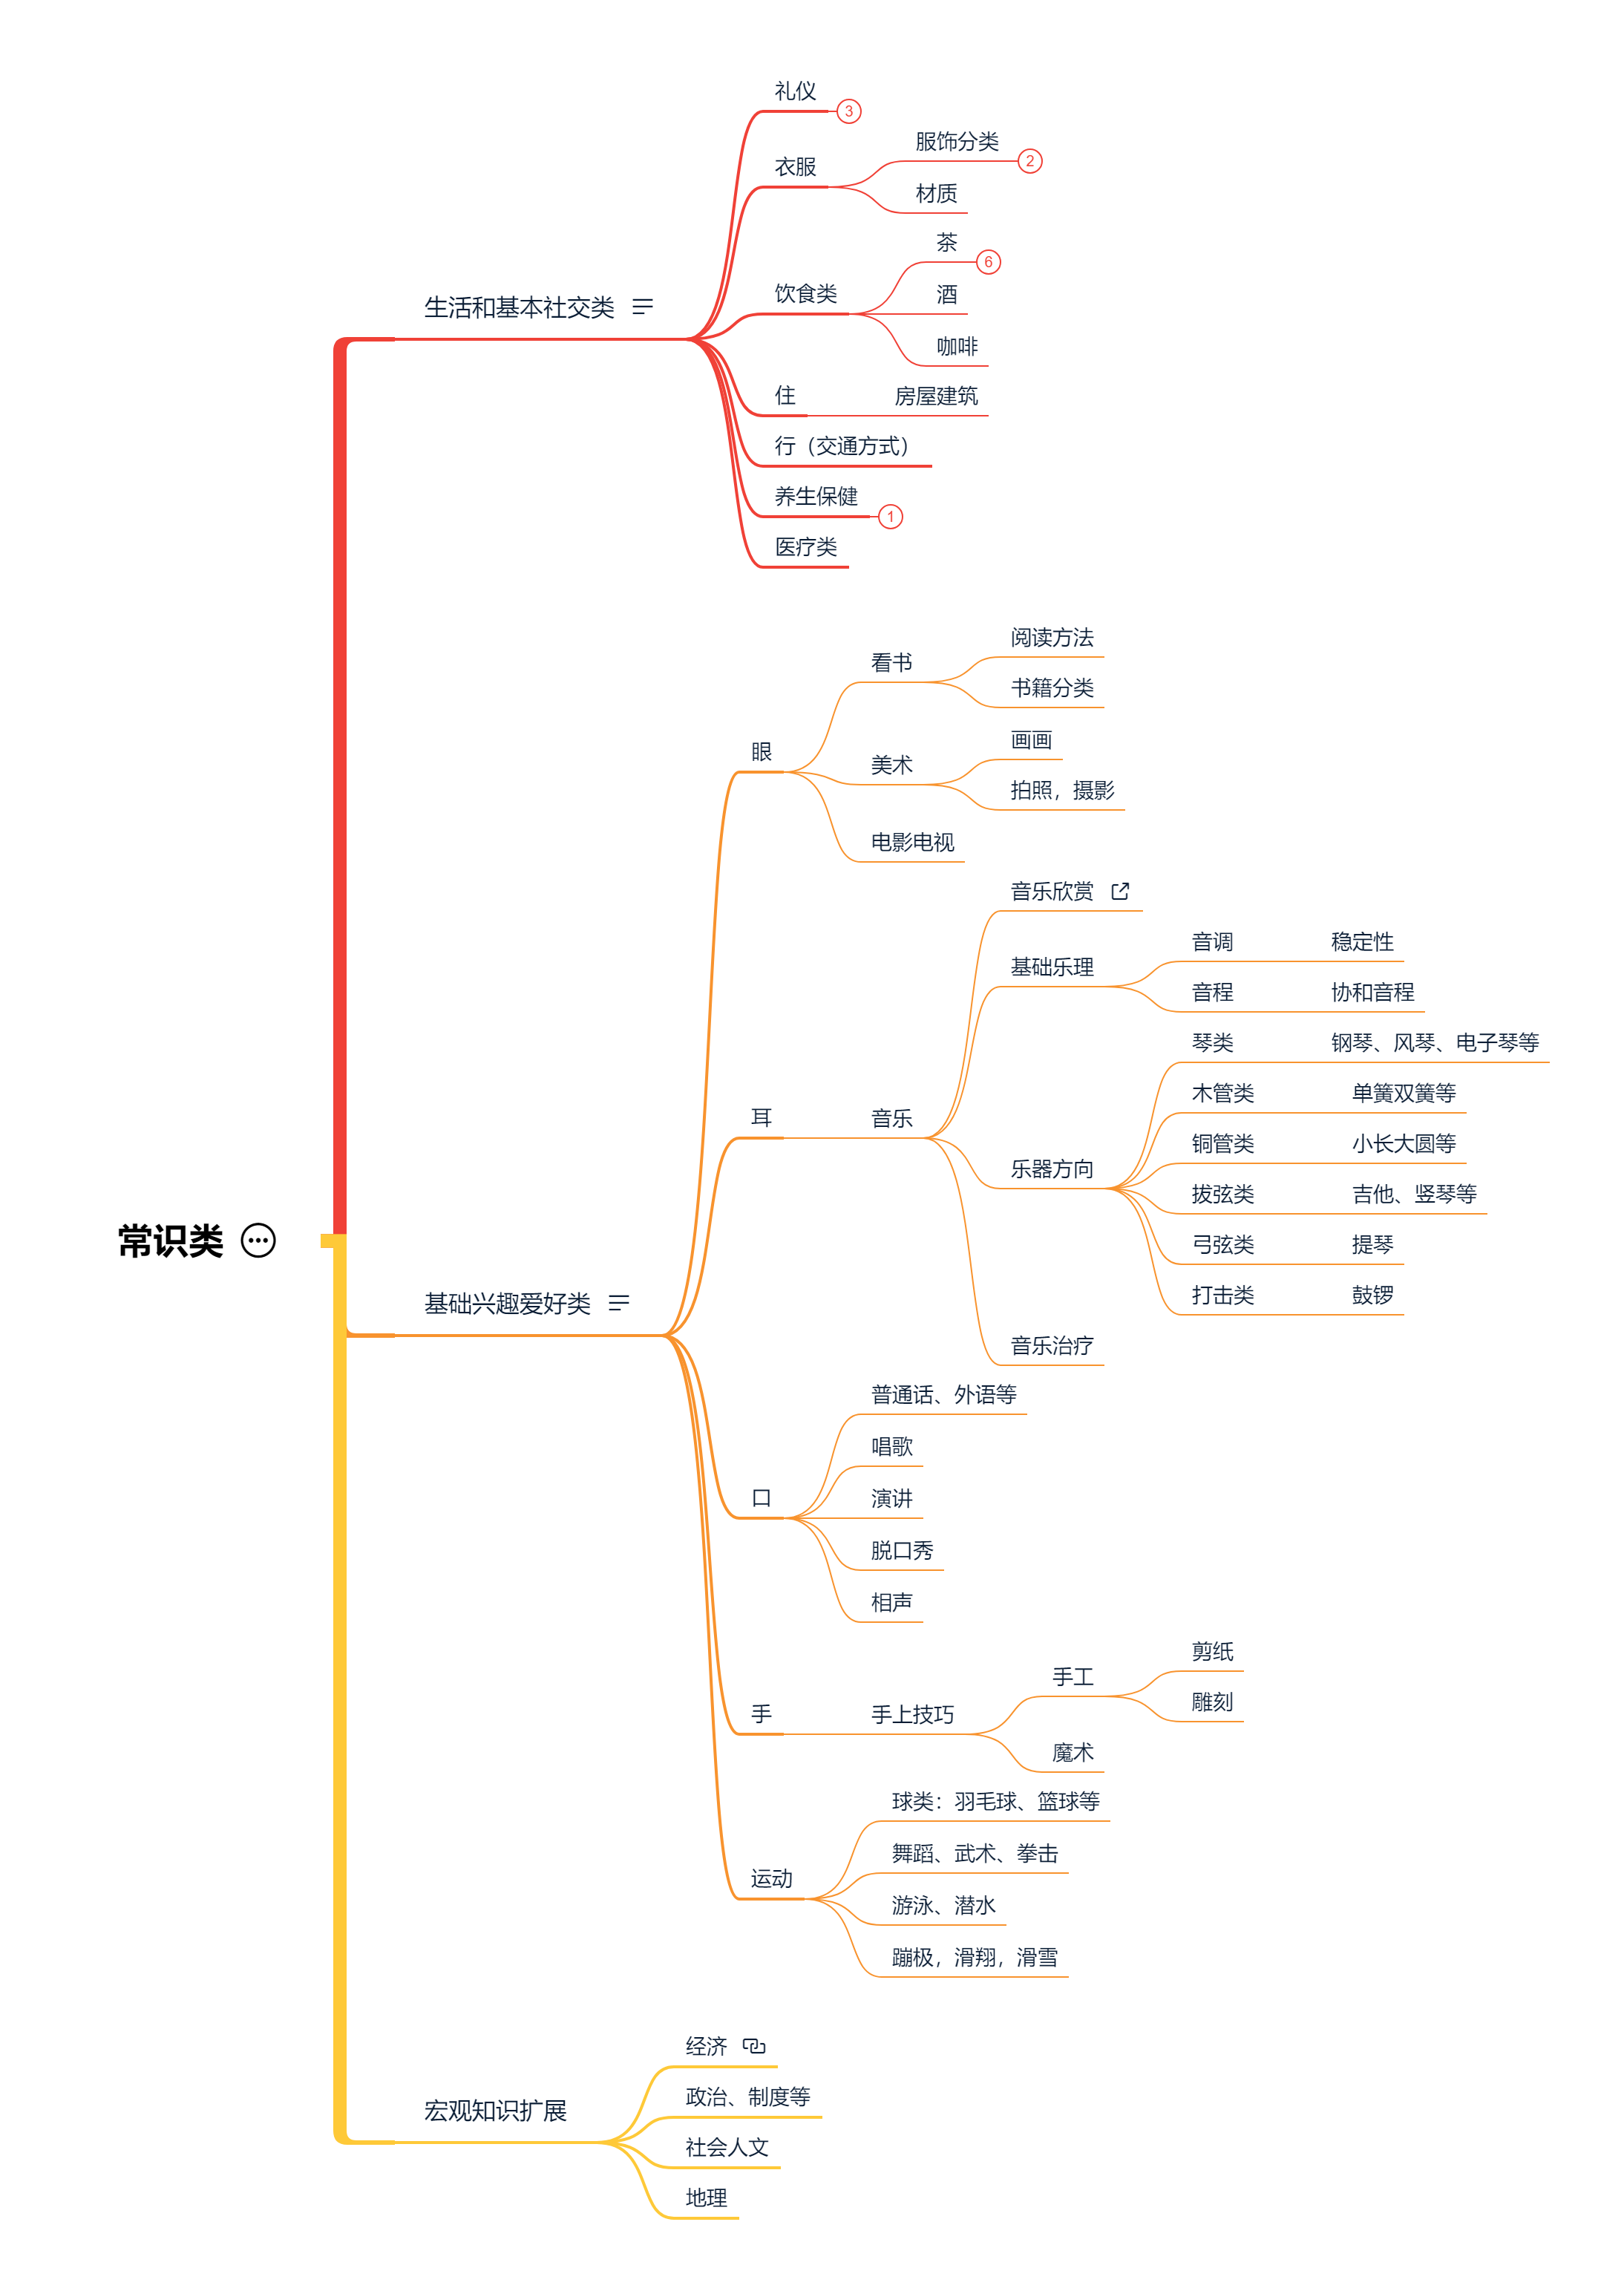 常识类
生活和基本社交类
礼仪
3
衣服
服饰分类
2
材质
饮食类
茶
6
酒
咖啡
住
房屋建筑
行（交通方式）
养生保健
1
医疗类
基础兴趣爱好类
眼
看书
阅读方法
书籍分类
美术
画画
拍照，摄影
电影电视
耳
音乐
音乐欣赏
基础乐理
音调
稳定性
音程
协和音程
乐器方向
琴类
钢琴、风琴、电子琴等
木管类
单簧双簧等
铜管类
小长大圆等
拔弦类
吉他、竖琴等
弓弦类
提琴
打击类
鼓锣
音乐治疗
口
普通话、外语等
唱歌
演讲
脱口秀
相声
手
手上技巧
手工
剪纸
雕刻
魔术
运动
球类：羽毛球、篮球等
舞蹈、武术、拳击
游泳、潜水
蹦极，滑翔，滑雪
宏观知识扩展
经济
政治、制度等
社会人文
地理